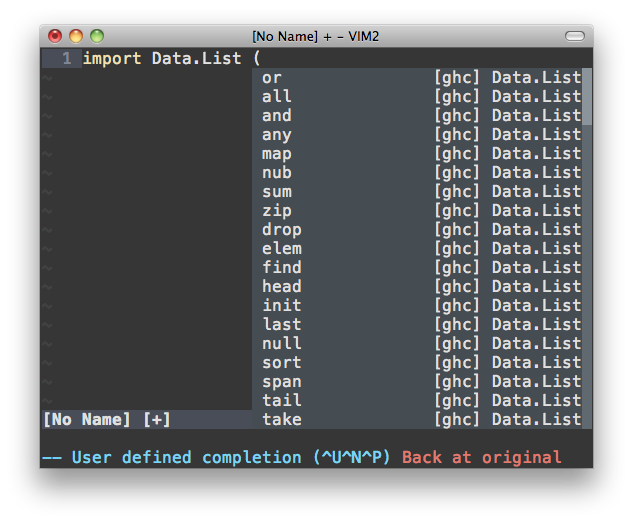 [No Name] + - VIM2
1 import Data.List (
~ or [ghc] Data.List
~ all [ghc] Data.List
~ and [ghc] Data.List
~ any [ghc] Data.List
~ map [ghc] Data.List
~ nub [ghc] Data.List
~ sum [ghc] Data.List
~ zip [ghc] Data.List
~ drop [ghc] Data.List
~ elem [ghc] Data.List
~ find [ghc] Data.List
~ head [ghc] Data.List
~ init [ghc] Data.List
~ last [ghc] Data.List
~ null [ghc] Data.List
~ sort [ghc] Data.List
~ span [ghc] Data.List
~ tail [ghc] Data.List
[No Name] [+] take [ghc] Data.List
-- User defined completion (^U^N^P) Back at original